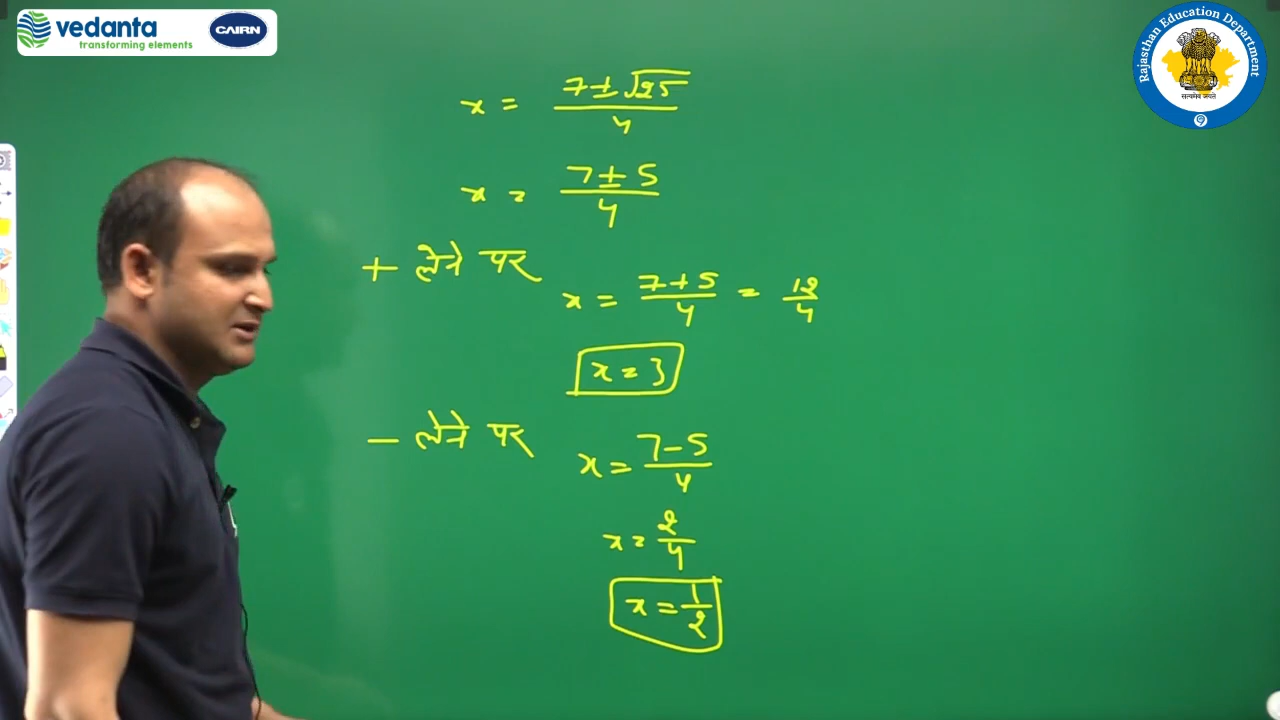 vedanta
transforming elements
CAIRN
Rajasthan Education Department
सत्यमेव जयते
x = (7 ± √25)/4
x = (7 ± 5)/4
+ लेने पर
x = (7 + 5)/4 = 12/4
x = 3
− लेने पर
x = (7 − 5)/4
x = 2/4
x = 1/2